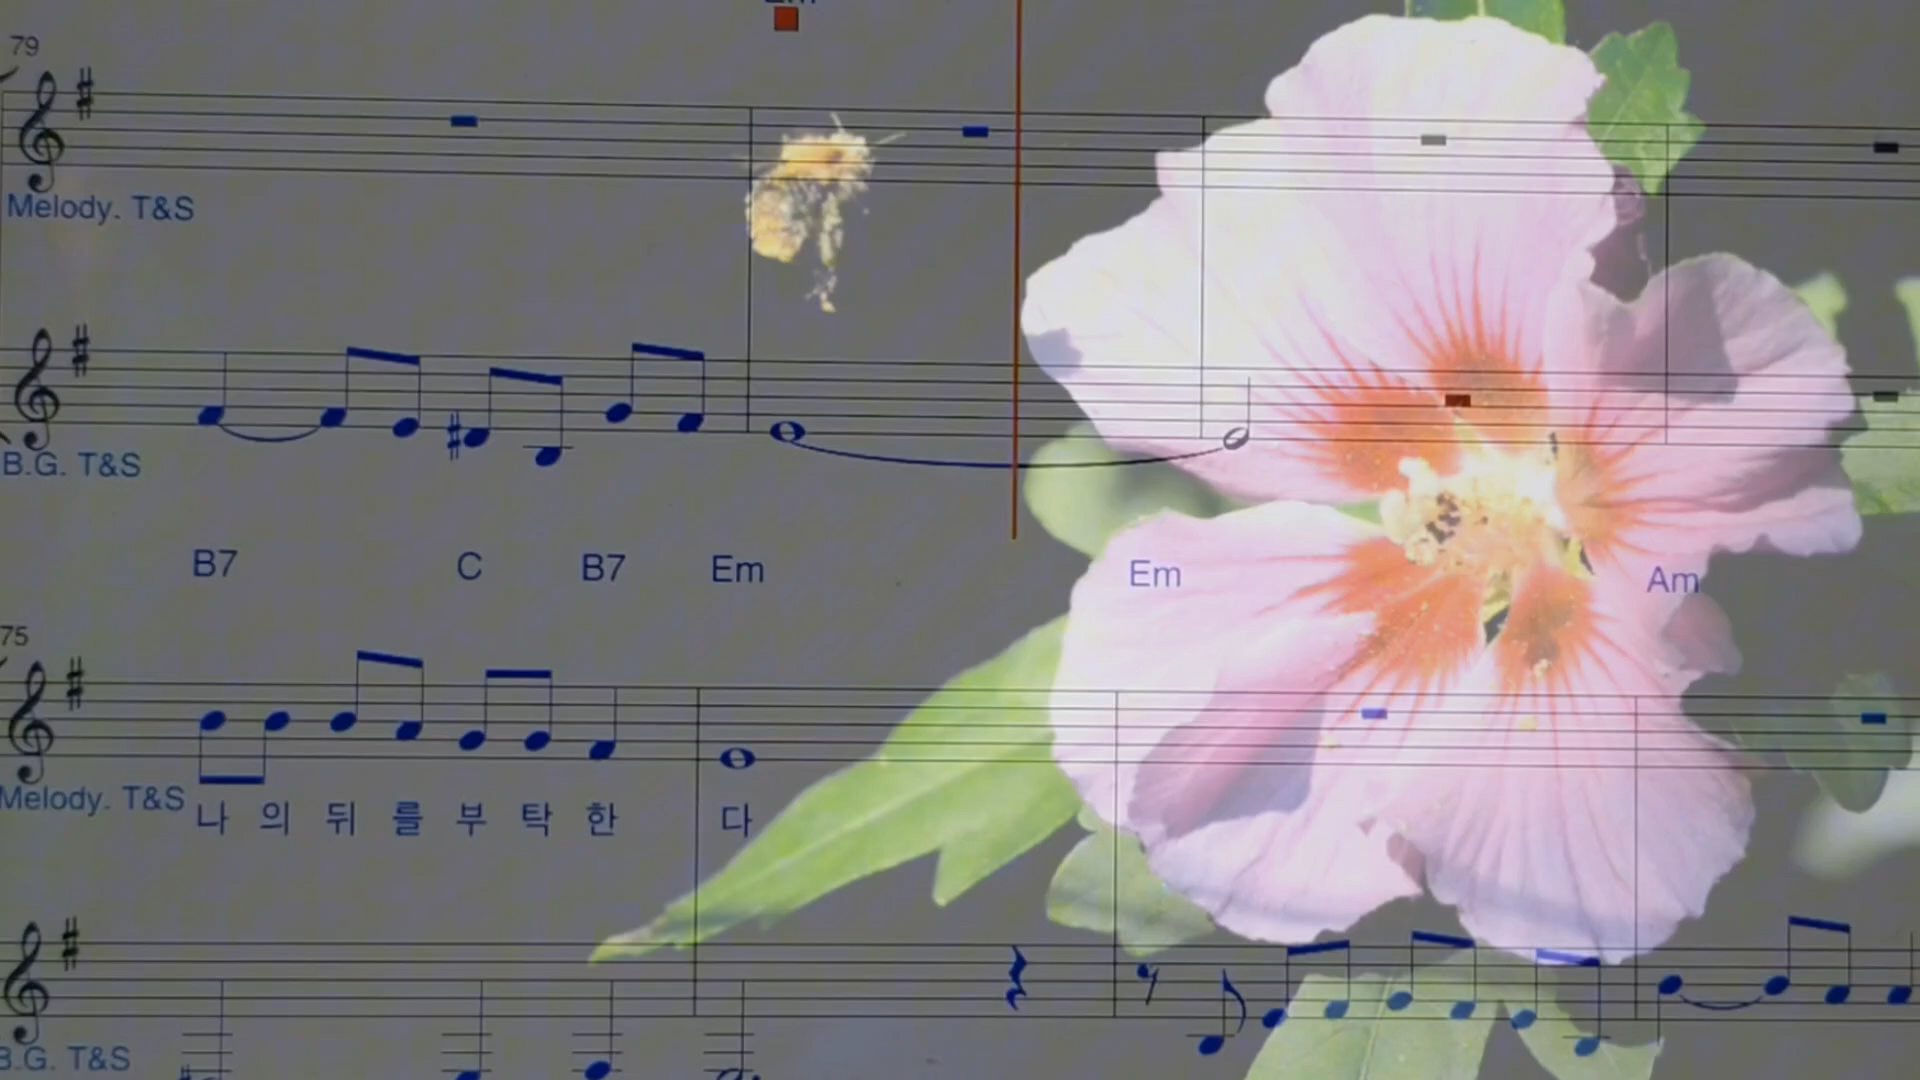 79
Melody. T&S
B.G. T&S
B7 C B7 Em Em Am
75
Melody. T&S
나 의 뒤 를 부 탁 한 다
B.G. T&S